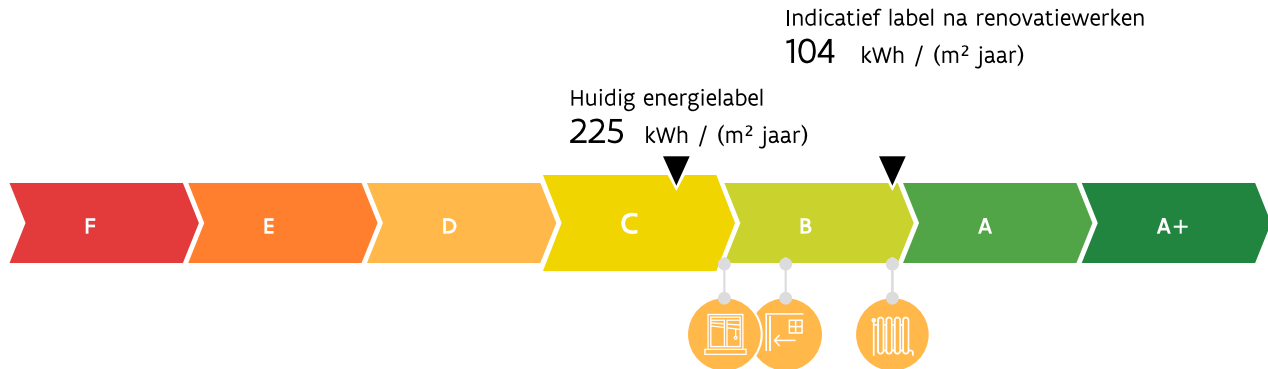 Indicatief label na renovatiewerken
104 kWh / (m² jaar)
Huidig energielabel
225 kWh / (m² jaar)
F E D C B A A+